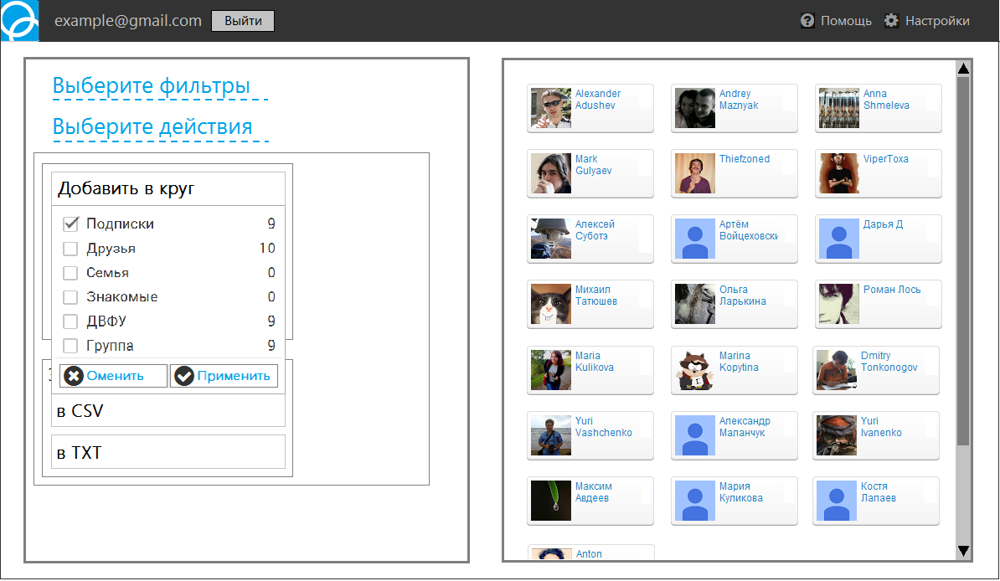 example@gmail.com
Выйти
Помощь
Настройки
Выберите фильтры
Выберите действия
Добавить в круг
Подписки 9
Друзья 10
Семья 0
Знакомые 0
ДВФУ 9
Группа 9
Оменить
Применить
в CSV
в TXT
Alexander
Adushev
Andrey
Maznyak
Anna
Shmeleva
Mark
Gulyaev
Thiefzoned
ViperToxa
Алексей
Суботэ
Артём
Войцеховски
Дарья Д
Михаил
Татюшев
Ольга
Ларькина
Роман Лось
Maria
Kulikova
Marina
Kopytina
Dmitry
Tonkonogov
Yuri
Vashchenko
Александр
Маланчук
Yuri
Ivanenko
Максим
Авдеев
Мария
Куликова
Костя
Лапаев
Anton